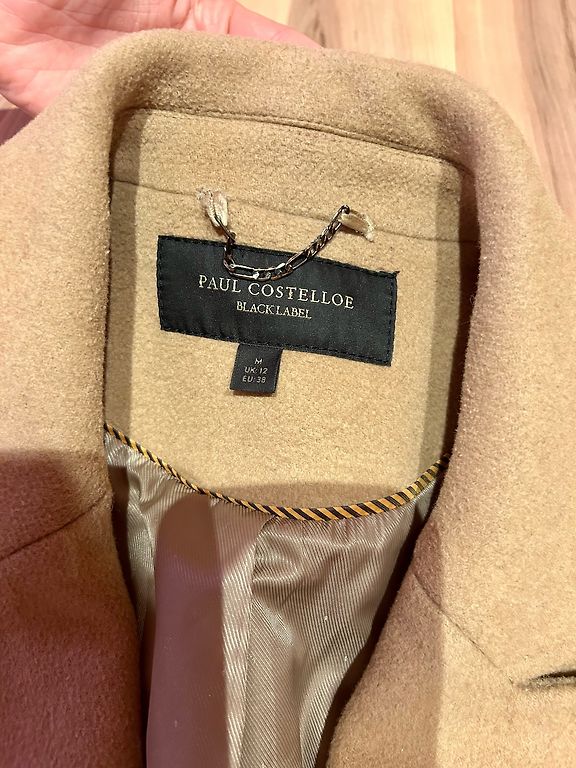 PAUL COSTELLOE
BLACK LABEL
M
UK: 12
EU: 38